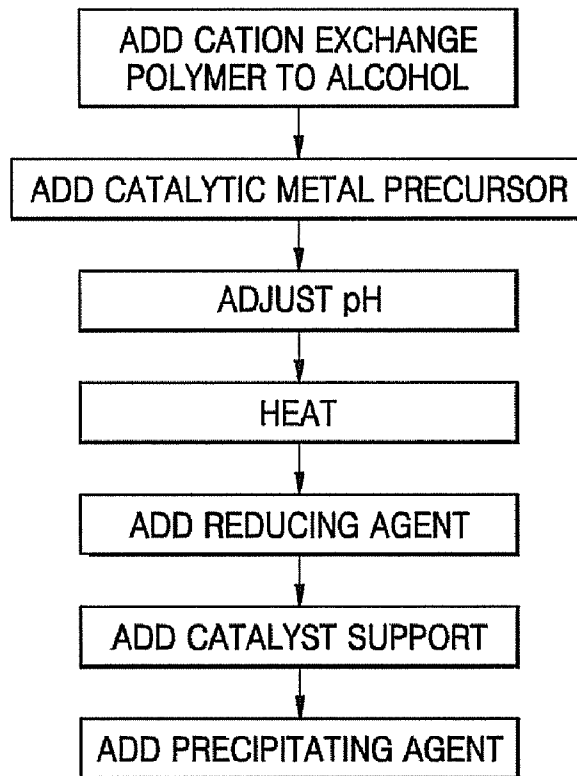 ADD CATION EXCHANGE
POLYMER TO ALCOHOL
ADD CATALYTIC METAL PRECURSOR
ADJUST pH
HEAT
ADD REDUCING AGENT
ADD CATALYST SUPPORT
ADD PRECIPITATING AGENT